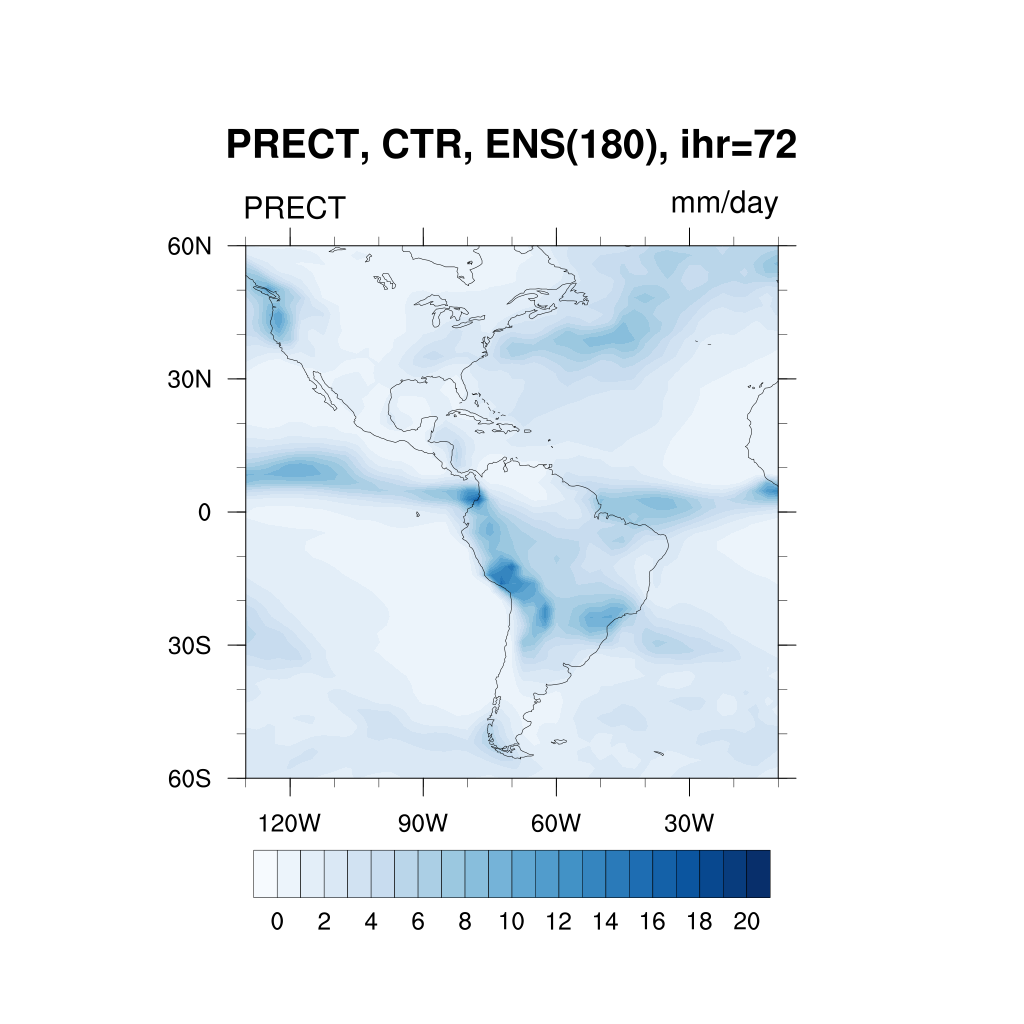 PRECT, CTR, ENS(180), ihr=72
PRECT mm/day
60N
30N
0
30S
60S
120W 90W 60W 30W
0 2 4 6 8 10 12 14 16 18 20